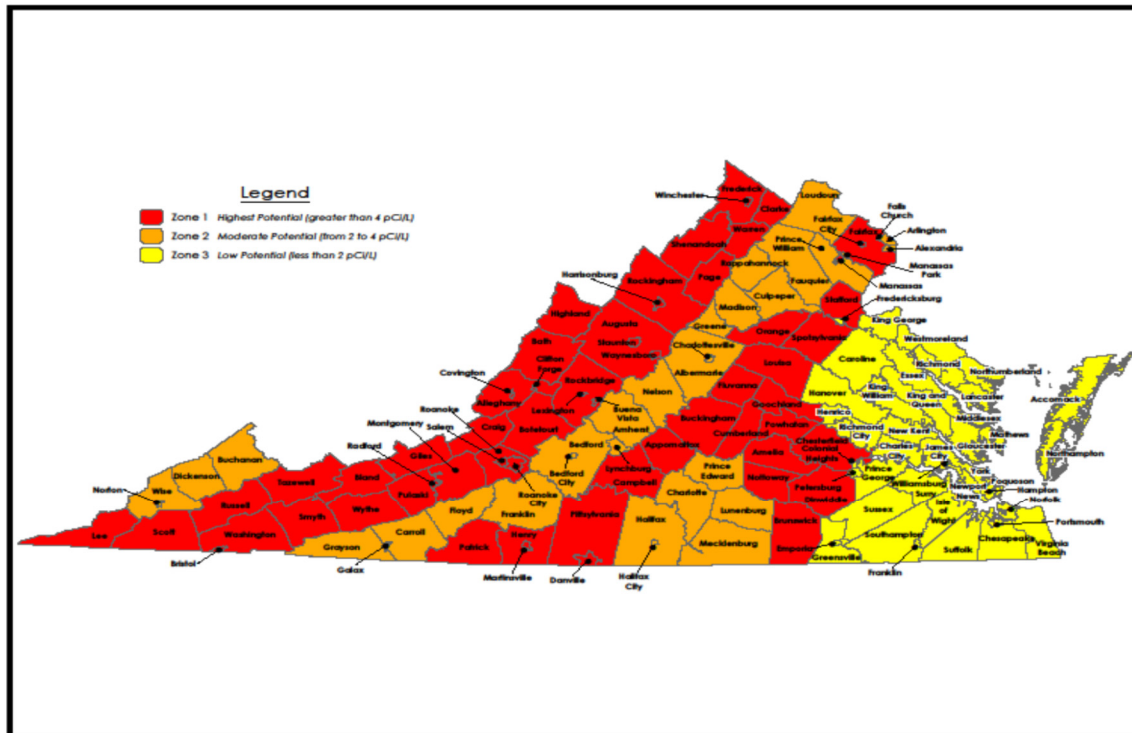 Legend
Zone 1 Highest Potential (greater than 4 pCi/L)
Zone 2 Moderate Potential (from 2 to 4 pCi/L)
Zone 3 Low Potential (less than 2 pCi/L)
Winchester
Frederick
Clarke
Loudoun
Falls
Church
Fairfax
City
Fairfax
Arlington
Alexandria
Warren
Shenandoah
Prince
William
Manassas
Park
Manassas
Page
Rappahannock
Fauquier
Harrisonburg
Rockingham
Culpeper
Madison
Stafford
Fredericksburg
King George
Highland
Augusta
Greene
Orange
Spotsylvania
Westmoreland
Staunton
Charlottesville
Bath
Waynesboro
Louisa
Caroline
Richmond
Essex
Northumberland
Clifton
Forge
Albermarle
Covington
Rockbridge
Nelson
Fluvanna
Hanover
King
William
King and
Queen
Lancaster
Accomack
Alleghany
Lexington
Buena
Vista
Goochland
Henrico
Middlesex
Roanoke
Craig
Botetourt
Amherst
Buckingham
Powhatan
Richmond
City
New Kent
Mathews
Montgomery
Salem
Bedford
Appomattox
Cumberland
Chesterfield
Colonial
Heights
Charles
City
James
City
Gloucester
Radford
Giles
Amelia
Northampton
Buchanan
Bland
Bedford
City
Lynchburg
Campbell
Prince
Edward
Nottoway
Petersburg
Dinwiddie
Prince
George
York
Poquoson
Dickenson
Tazewell
Pulaski
Roanoke
City
Charlotte
Williamsburg
Surry
Newport
News
Hampton
Norfolk
Norton
Wise
Russell
Wythe
Floyd
Franklin
Pittsylvania
Lunenburg
Sussex
Isle
of
Wight
Smyth
Carroll
Halifax
Brunswick
Portsmouth
Lee
Scott
Washington
Grayson
Patrick
Henry
Mecklenburg
Emporia
Southampton
Chesapeake
Virginia
Beach
Bristol
Galax
Martinsville
Danville
Halifax
City
Greensville
Franklin
Suffolk